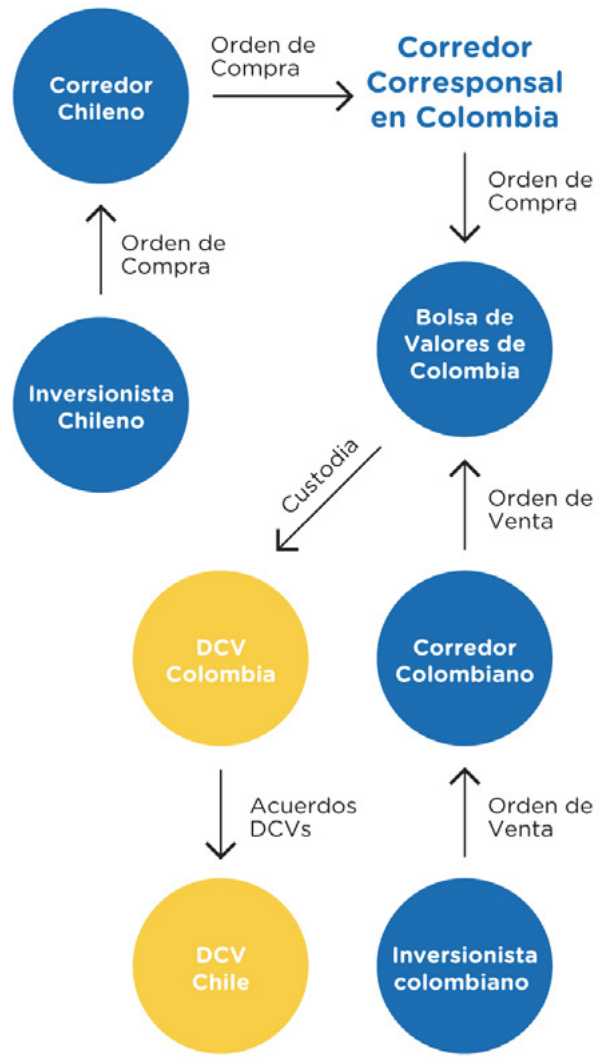 Corredor
Chileno
Orden de
Compra
Corredor
Corresponsal
en Colombia
Orden de
Compra
Orden de
Compra
Inversionista
Chileno
Bolsa de
Valores de
Colombia
Custodia
Orden de
Venta
DCV
Colombia
Corredor
Colombiano
Acuerdos
DCVs
Orden de
Venta
DCV
Chile
Inversionista
colombiano